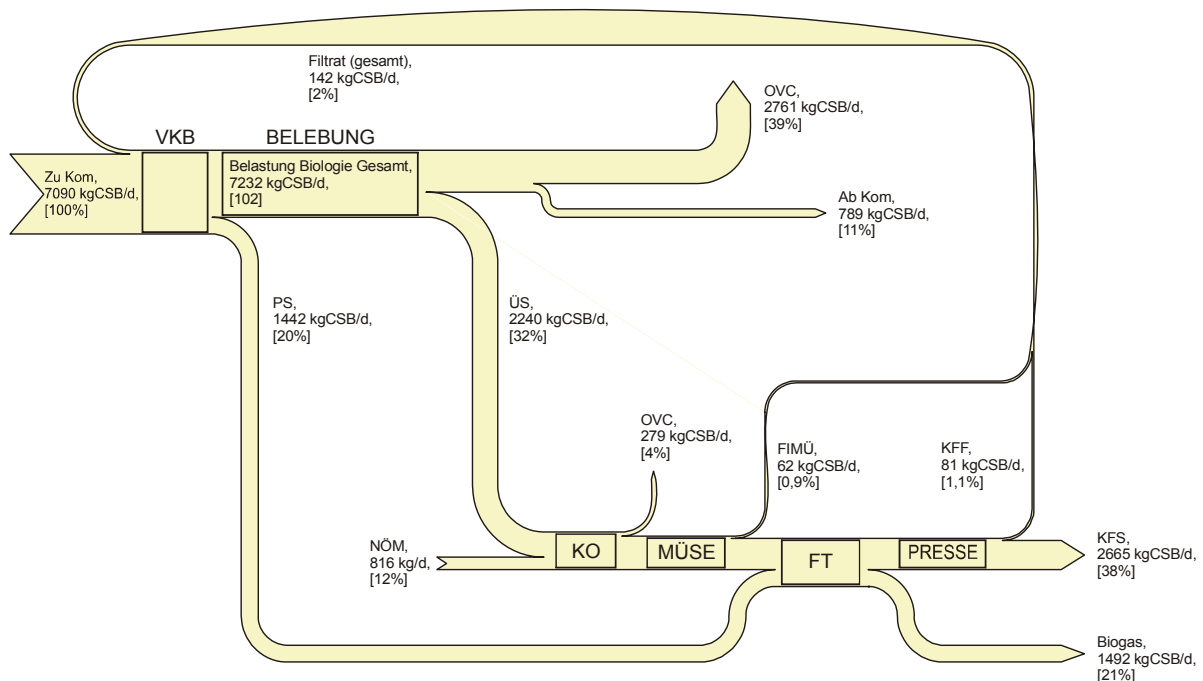 Filtrat (gesamt),
142 kgCSB/d,
[2%]
OVC,
2761 kgCSB/d,
[39%]
VKB
BELEBUNG
Zu Kom,
7090 kgCSB/d,
[100%]
Belastung Biologie Gesamt,
7232 kgCSB/d,
[102]
Ab Kom,
789 kgCSB/d,
[11%]
PS,
1442 kgCSB/d,
[20%]
ÜS,
2240 kgCSB/d,
[32%]
OVC,
279 kgCSB/d,
[4%]
FIMÜ,
62 kgCSB/d,
[0,9%]
KFF,
81 kgCSB/d,
[1,1%]
NÖM,
816 kg/d,
[12%]
KO
MÜSE
FT
PRESSE
KFS,
2665 kgCSB/d,
[38%]
Biogas,
1492 kgCSB/d,
[21%]